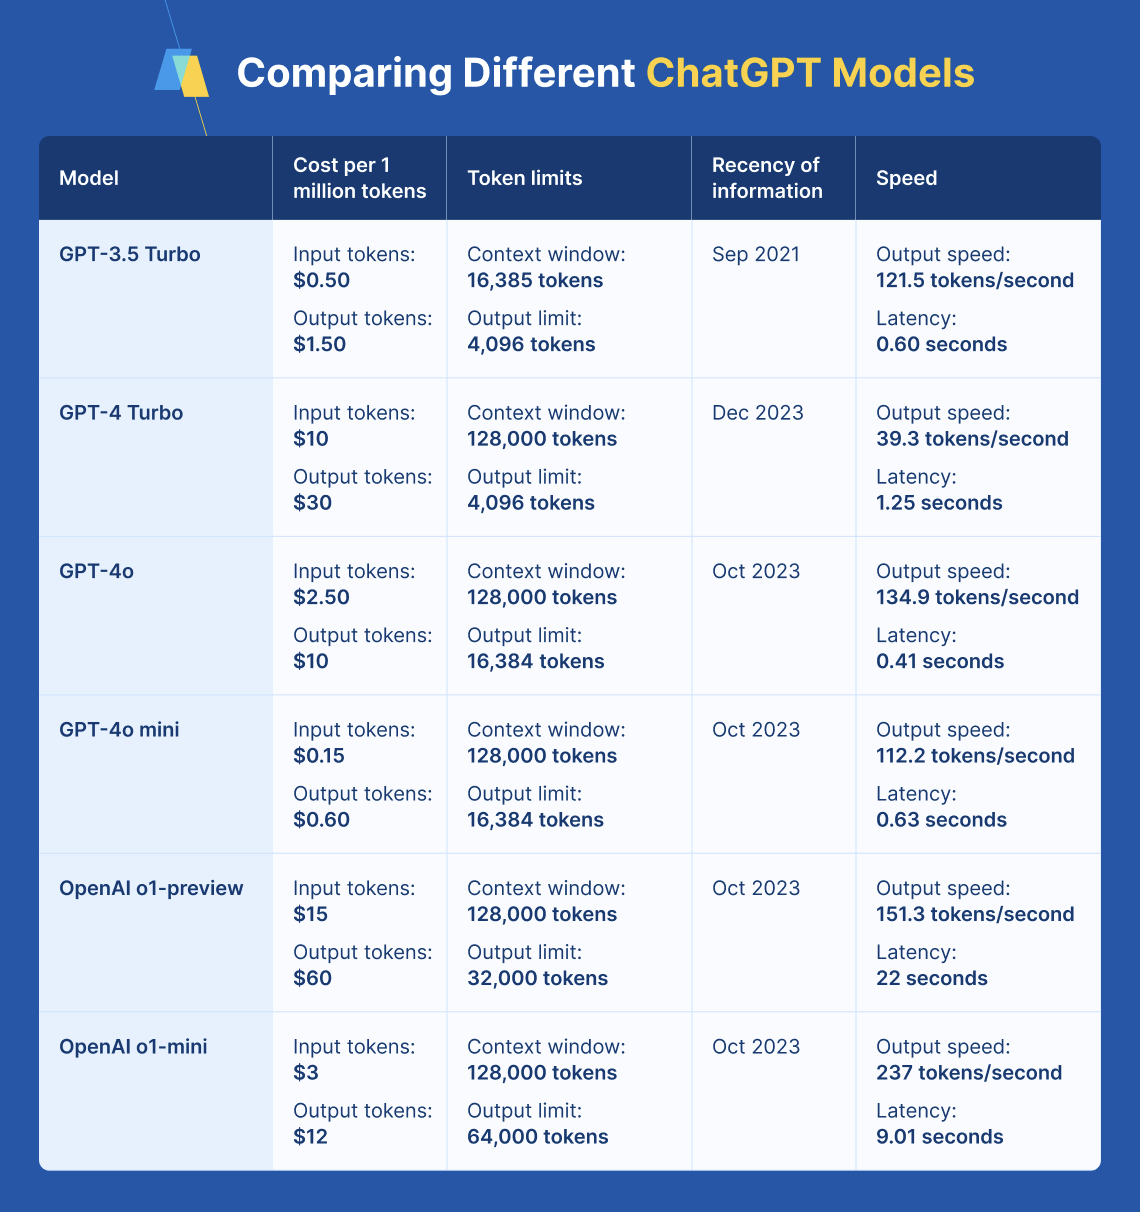 Comparing Different ChatGPT Models
Model
Cost per 1
million tokens
Token limits
Recency of
information
Speed
GPT-3.5 Turbo
Input tokens:
$0.50
Output tokens:
$1.50
Context window:
16,385 tokens
Output limit:
4,096 tokens
Sep 2021
Output speed:
121.5 tokens/second
Latency:
0.60 seconds
GPT-4 Turbo
Input tokens:
$10
Output tokens:
$30
Context window:
128,000 tokens
Output limit:
4,096 tokens
Dec 2023
Output speed:
39.3 tokens/second
Latency:
1.25 seconds
GPT-4o
Input tokens:
$2.50
Output tokens:
$10
Context window:
128,000 tokens
Output limit:
16,384 tokens
Oct 2023
Output speed:
134.9 tokens/second
Latency:
0.41 seconds
GPT-4o mini
Input tokens:
$0.15
Output tokens:
$0.60
Context window:
128,000 tokens
Output limit:
16,384 tokens
Oct 2023
Output speed:
112.2 tokens/second
Latency:
0.63 seconds
OpenAI o1-preview
Input tokens:
$15
Output tokens:
$60
Context window:
128,000 tokens
Output limit:
32,000 tokens
Oct 2023
Output speed:
151.3 tokens/second
Latency:
22 seconds
OpenAI o1-mini
Input tokens:
$3
Output tokens:
$12
Context window:
128,000 tokens
Output limit:
64,000 tokens
Oct 2023
Output speed:
237 tokens/second
Latency:
9.01 seconds